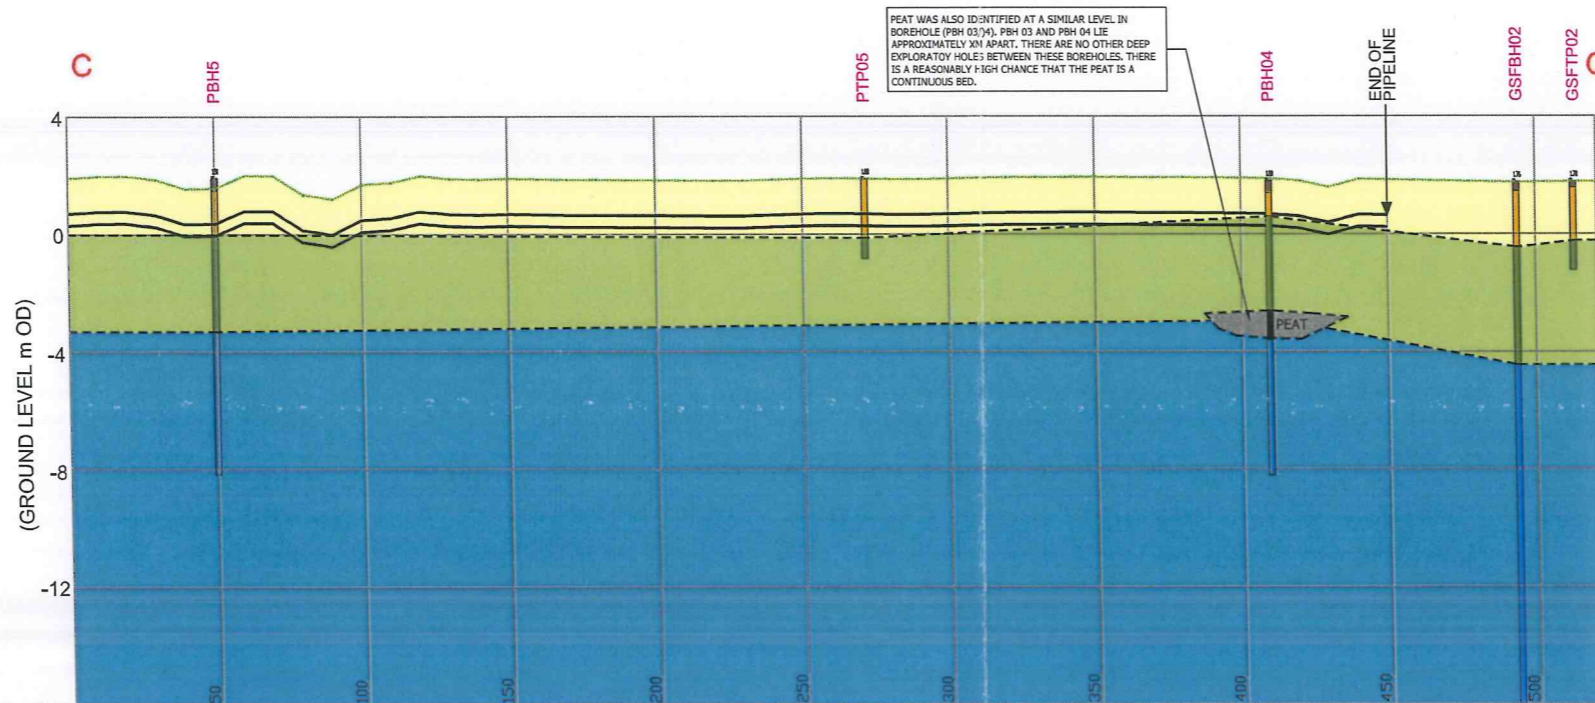 PEAT WAS ALSO IDENTIFIED AT A SIMILAR LEVEL IN
BOREHOLE (PBH 03/04). PBH 03 AND PBH 04 LIE
APPROXIMATELY XM APART. THERE ARE NO OTHER DEEP
EXPLORATOY HOLES BETWEEN THESE BOREHOLES. THERE
IS A REASONABLY HIGH CHANCE THAT THE PEAT IS A
CONTINUOUS BED.
C
PBH5
PTP05
PBH04
END OF
PIPELINE
GSFBH02
GSFTP02
4
0
-4
-8
-12
(GROUND LEVEL m OD)
PEAT
50
100
150
200
250
300
350
400
450
500